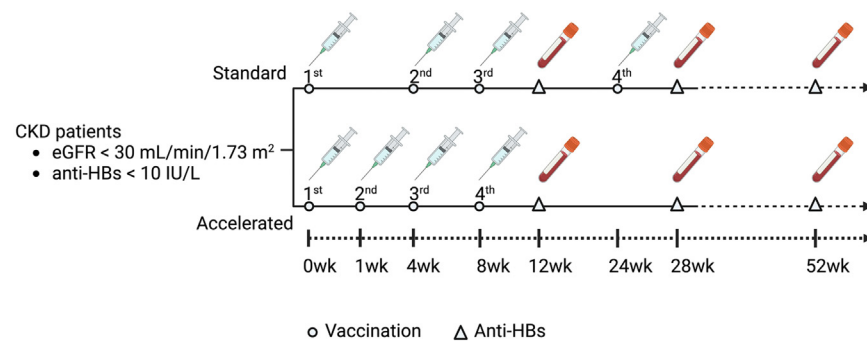 Standard
1st
2nd
3rd
4th
CKD patients
• eGFR < 30 mL/min/1.73 m²
• anti-HBs < 10 IU/L
1st
2nd
3rd
4th
Accelerated
0wk
1wk
4wk
8wk
12wk
24wk
28wk
52wk
Vaccination
Anti-HBs